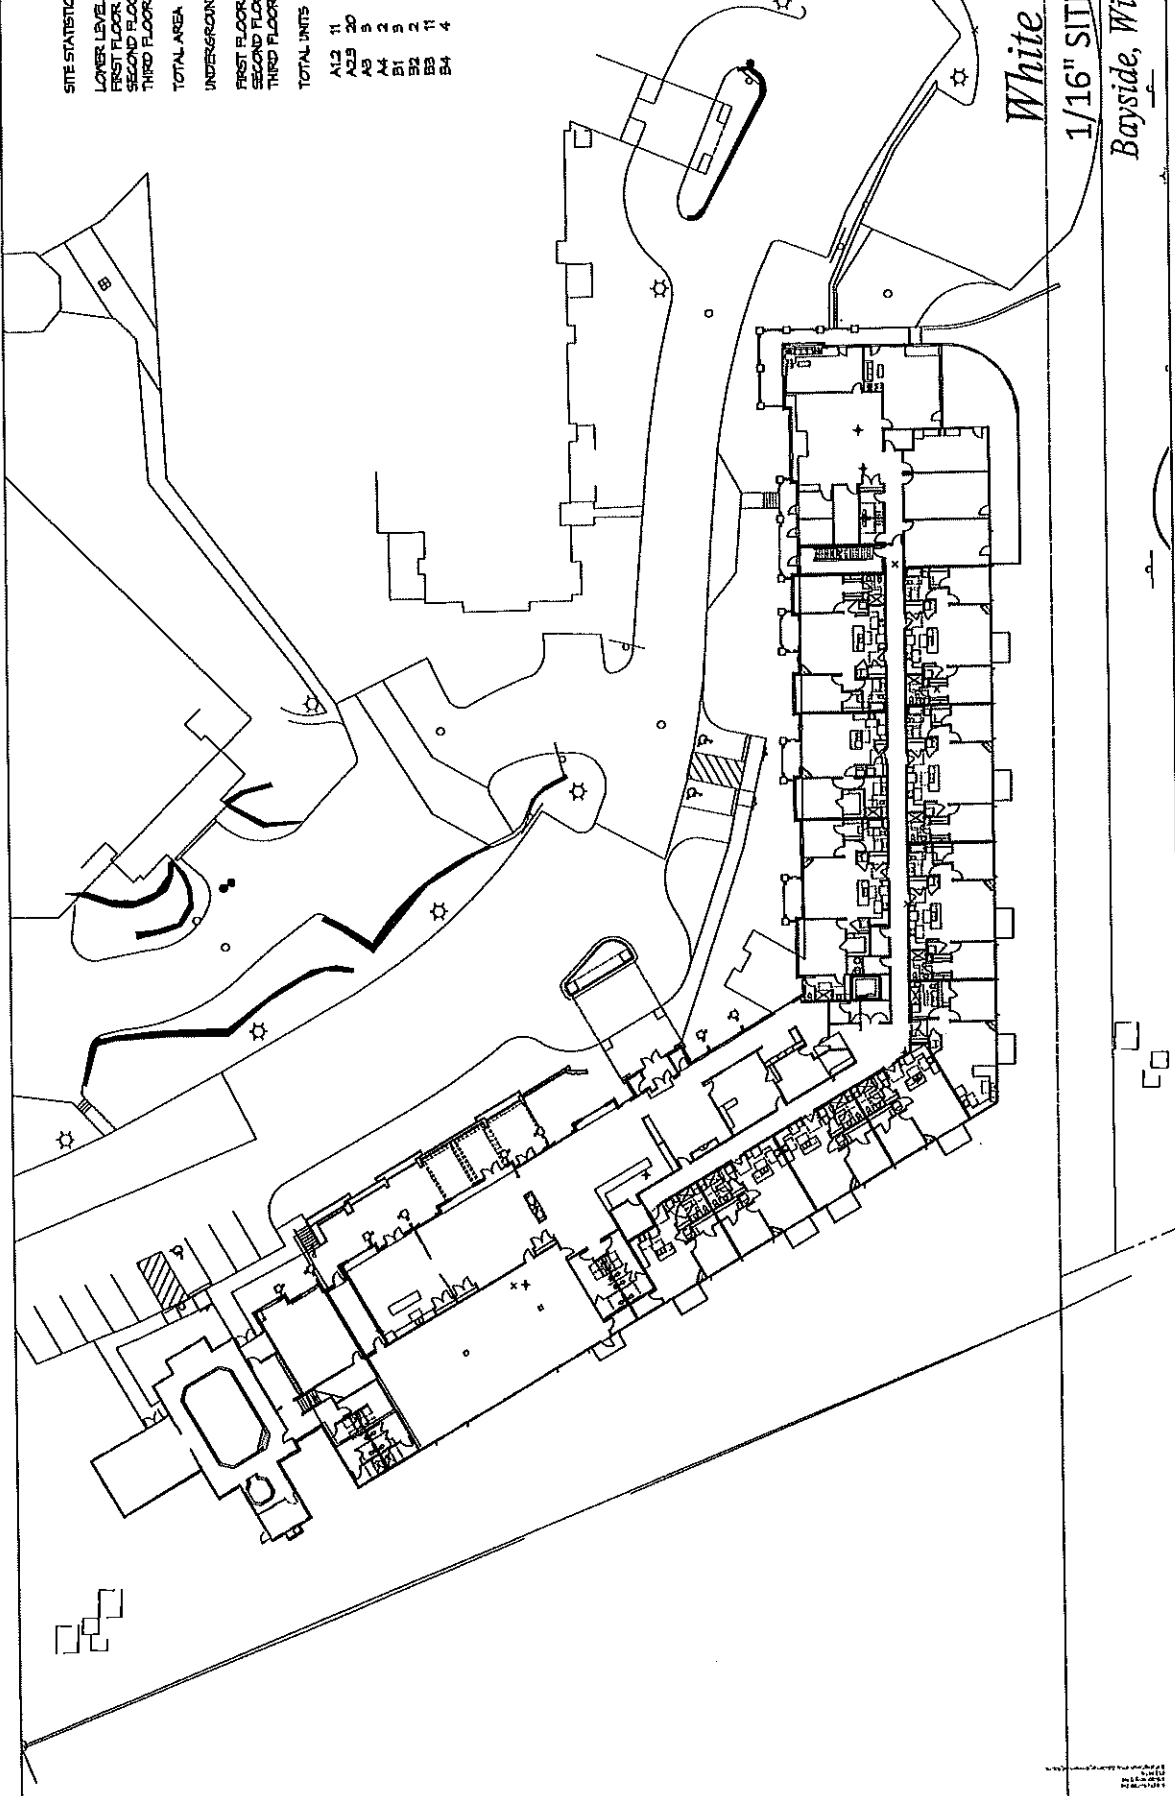 SITE STATISTIC
LOWER LEVEL
FIRST FLOOR
SECOND FLOO
THIRD FLOOR
TOTAL AREA
UNDERGROUN
FIRST FLOOR
SECOND FLO
THIRD FLOOR
TOTAL UNITS
A1.2 11
A2.3 20
A3 3
A4 2
B1 3
B2 2
B3 11
B4 4
White
1/16" SIT
Bayside, Wi